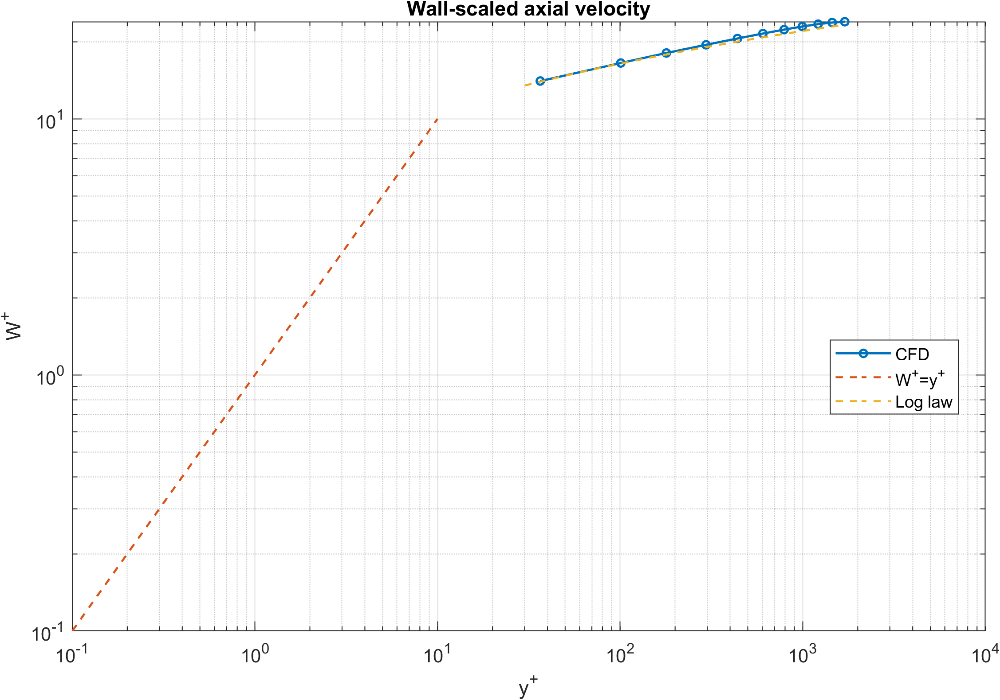 Wall-scaled axial velocity
10^1
10^0
10^-1
W^+
CFD
W^+=y^+
Log law
10^-1 10^0 10^1 10^2 10^3 10^4
y^+